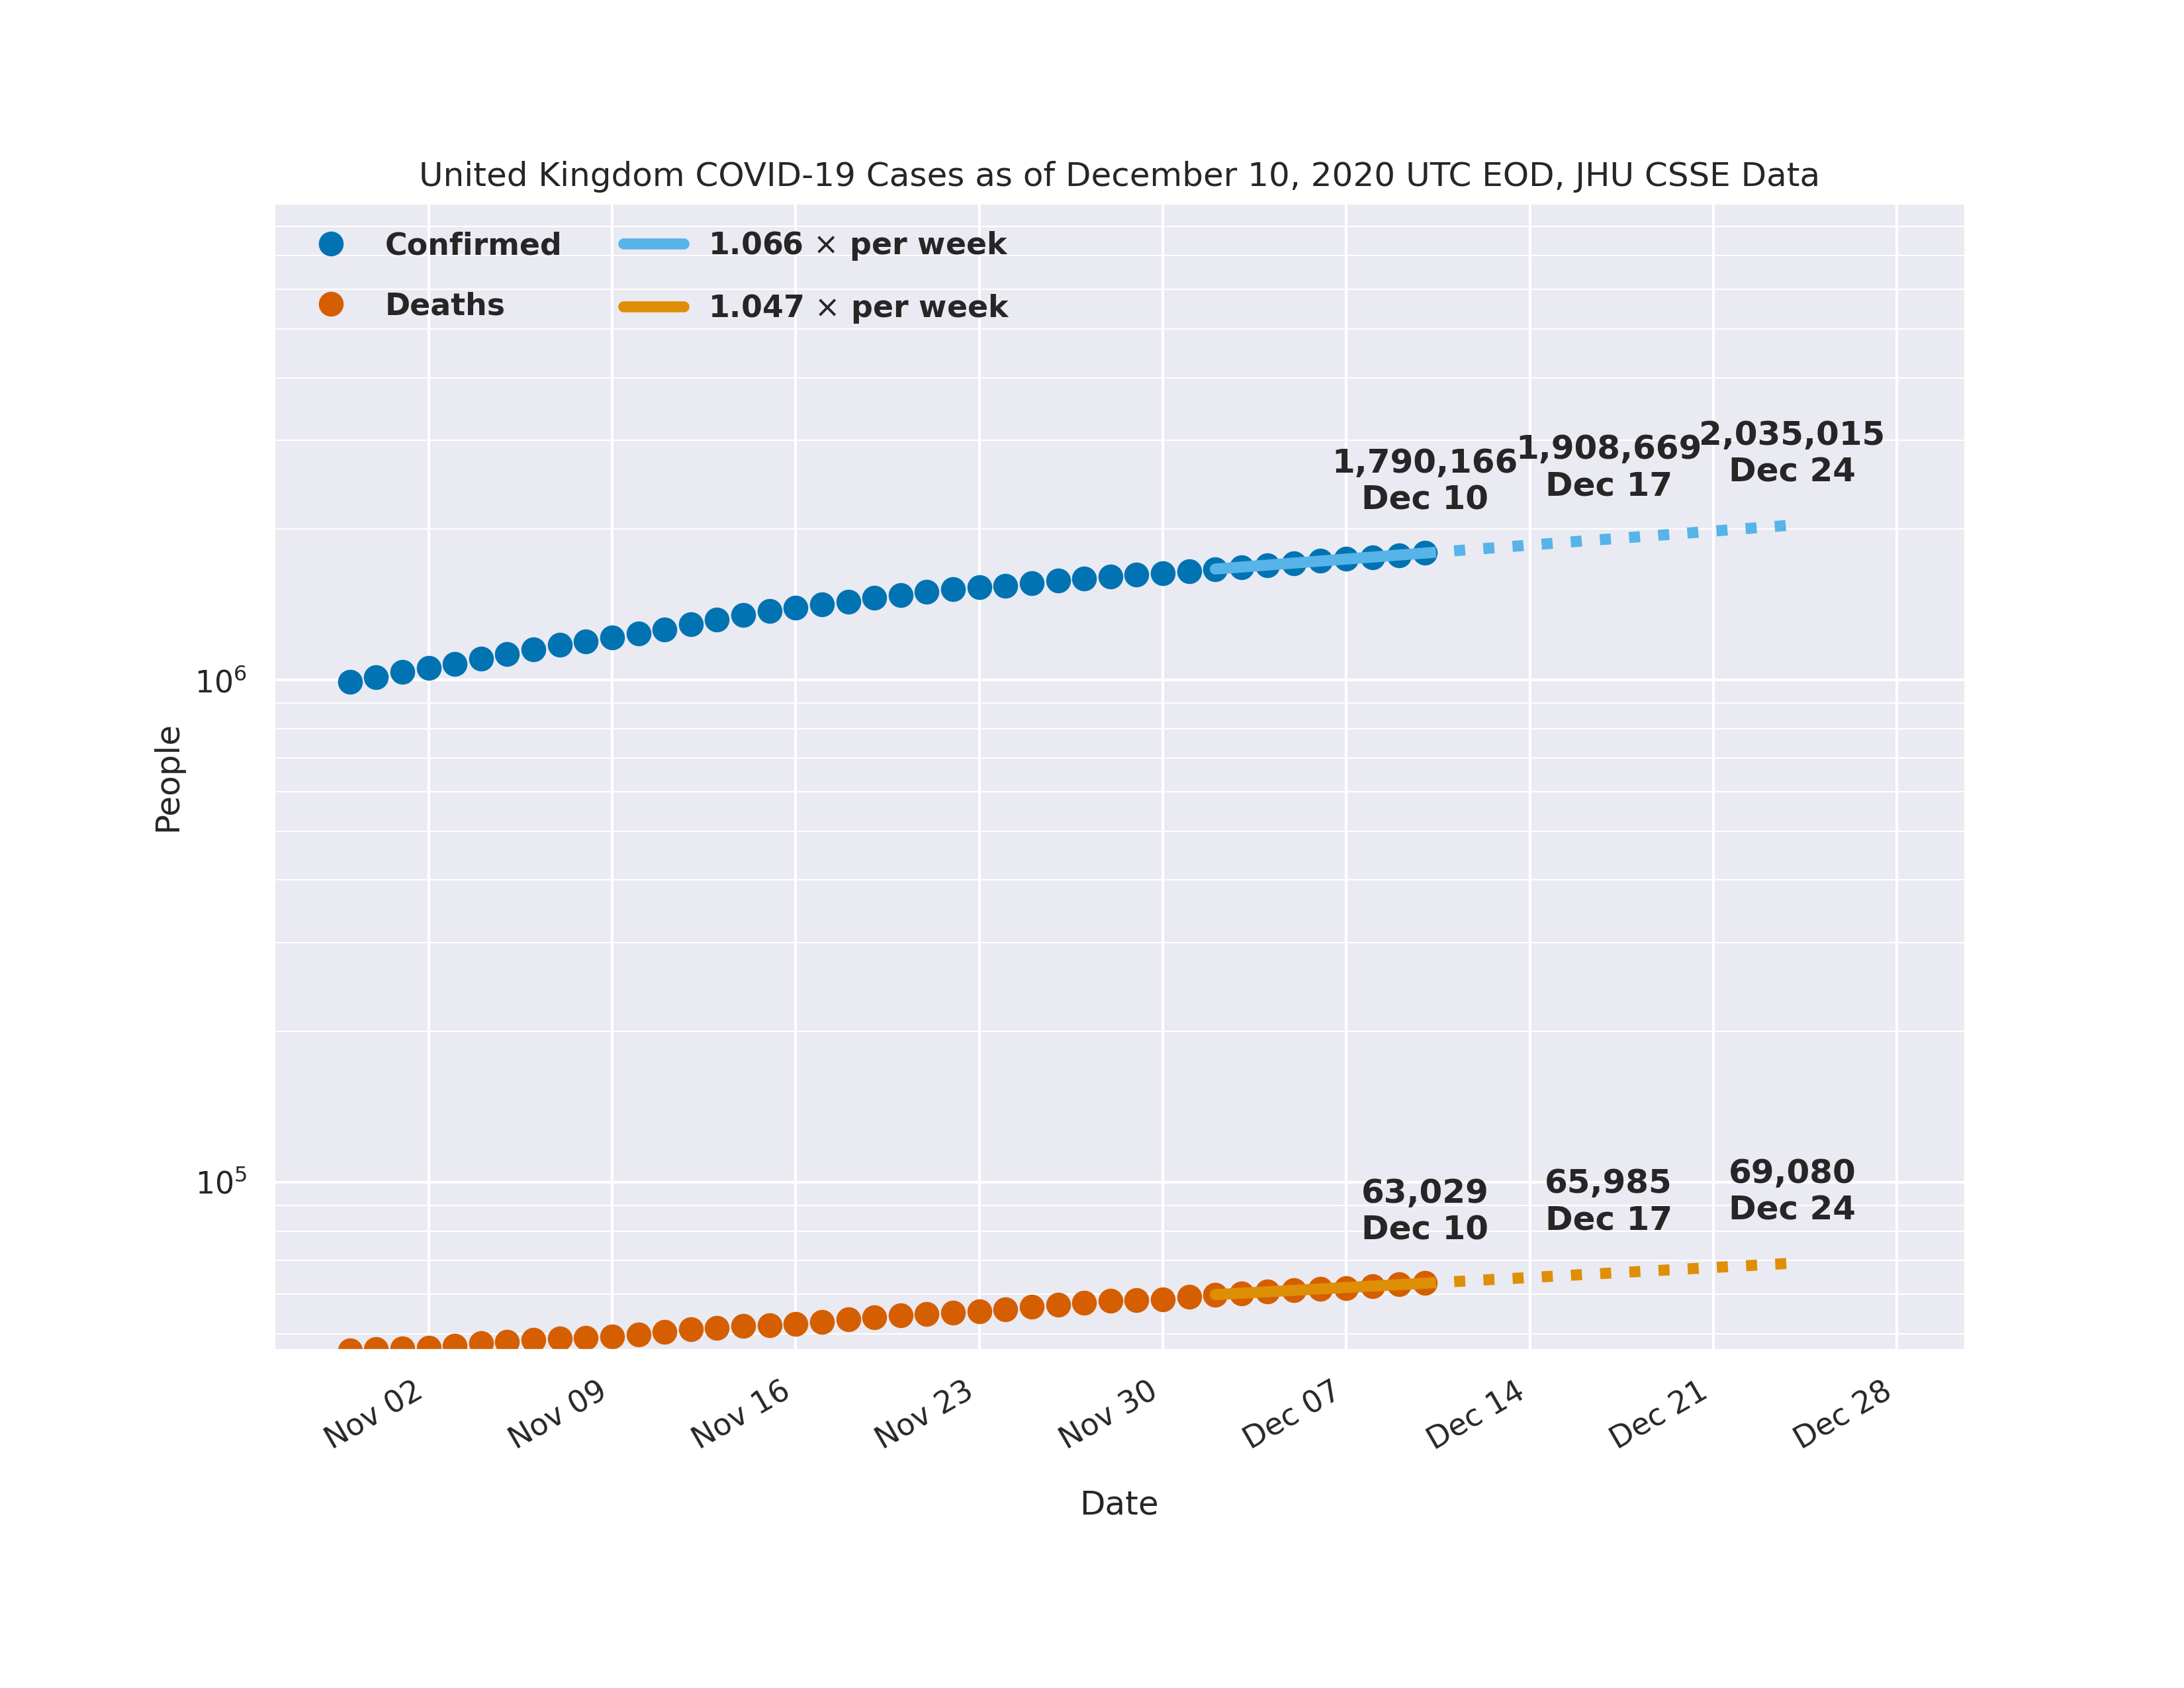 United Kingdom COVID-19 Cases as of December 10, 2020 UTC EOD, JHU CSSE Data
Confirmed
Deaths
1.066 × per week
1.047 × per week
1,790,166
Dec 10
1,908,669
Dec 17
2,035,015
Dec 24
10⁶
People
10⁵
63,029
Dec 10
65,985
Dec 17
69,080
Dec 24
Nov 02
Nov 09
Nov 16
Nov 23
Nov 30
Dec 07
Dec 14
Dec 21
Dec 28
Date